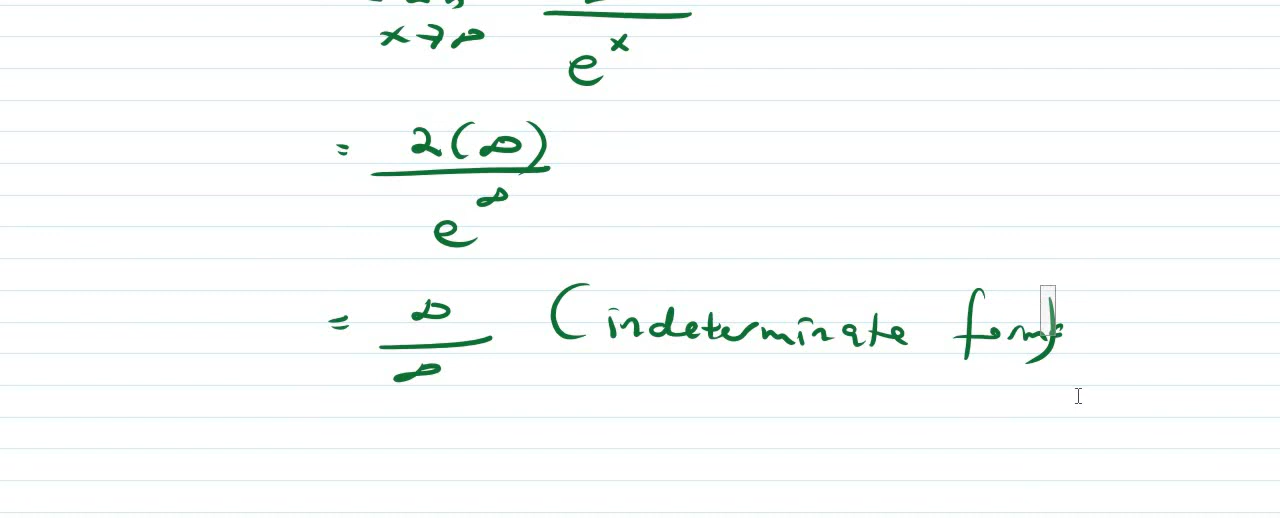 x→∞ e^x
= 2(∞)
e^∞
= ∞ (indeterminate form)
∞